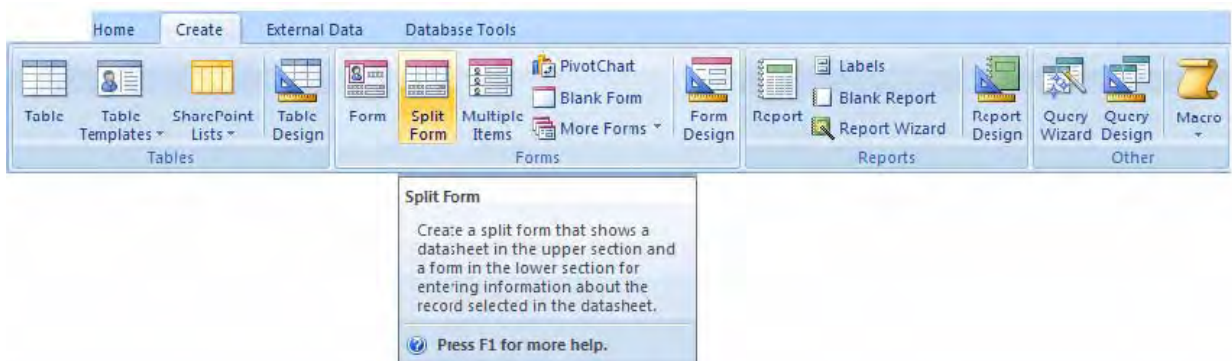 Home Create External Data Database Tools
Table
Table Templates
SharePoint Lists
Table Design
Tables
Form
Split Form
Multiple Items
PivotChart
Blank Form
More Forms
Form Design
Forms
Report
Labels
Blank Report
Report Wizard
Report Design
Reports
Query Wizard
Query Design
Macro
Other
Split Form
Create a split form that shows a
datasheet in the upper section and
a form in the lower section for
entering information about the
record selected in the datasheet.
Press F1 for more help.